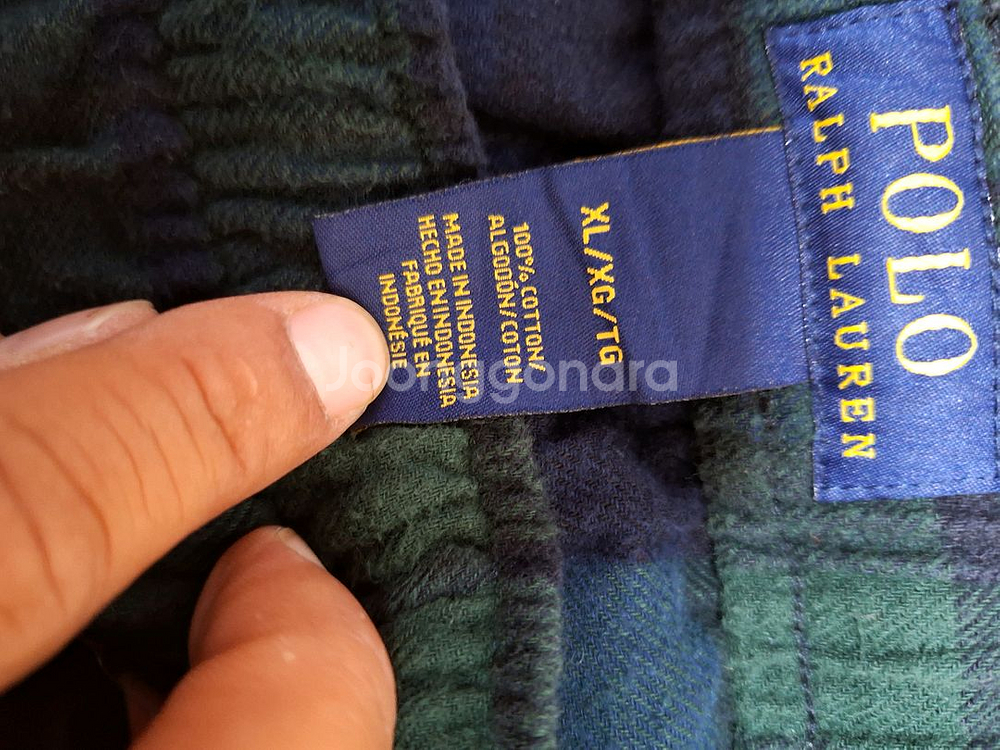 POLO
RALPH LAUREN
XL/XG/TG
100% COTTON/
ALGODÓN/COTON
MADE IN INDONESIA
HECHO EN INDONESIA
FABRIQUÉ EN
INDONÉSIE
Joongonara